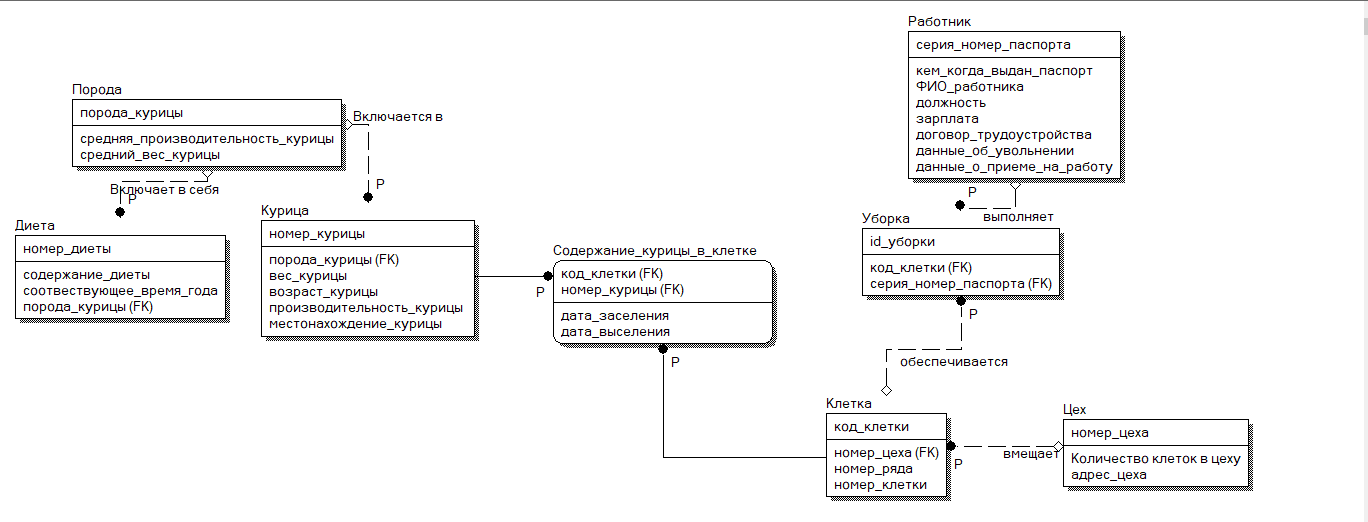 Порода
порода_курицы
средняя_производительность_курицы
средний_вес_курицы
Включает в себя
P
Включается в
P
Диета
номер_диеты
содержание_диеты
соотвествующее_время_года
порода_курицы (FK)
Курица
номер_курицы
порода_курицы (FK)
вес_курицы
возраст_курицы
производительность_курицы
местонахождение_курицы
P
Содержание_курицы_в_клетке
код_клетки (FK)
номер_курицы (FK)
дата_заселения
дата_выселения
P
Работник
серия_номер_паспорта
кем_когда_выдан_паспорт
ФИО_работника
должность
зарплата
договор_трудоустройства
данные_об_увольнении
данные_о_приеме_на_работу
P
выполняет
Уборка
id_уборки
код_клетки (FK)
серия_номер_паспорта (FK)
P
обеспечивается
Клетка
код_клетки
номер_цеха (FK)
номер_ряда
номер_клетки
P
вмещает
Цех
номер_цеха
Количество клеток в цеху
адрес_цеха